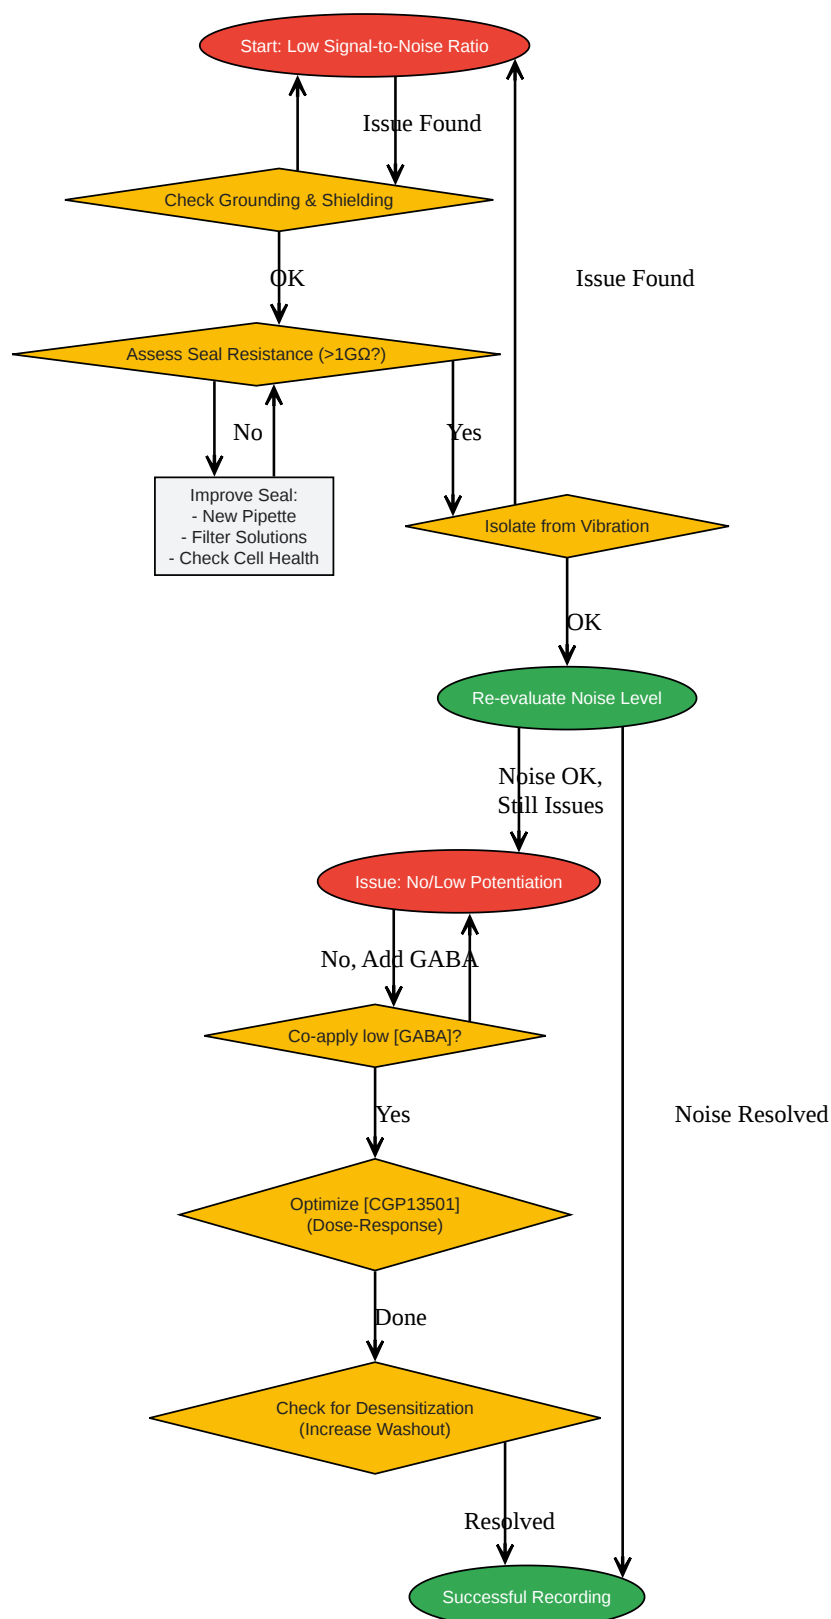 Start: Low Signal-to-Noise Ratio
Issue Found
Check Grounding & Shielding
OK
Issue Found
Assess Seal Resistance (>1GΩ?)
No
Yes
Improve Seal:
- New Pipette
- Filter Solutions
- Check Cell Health
Isolate from Vibration
OK
Re-evaluate Noise Level
Noise OK,
Still Issues
Issue: No/Low Potentiation
No, Add GABA
Co-apply low [GABA]?
Yes
Noise Resolved
Optimize [CGP13501]
(Dose-Response)
Done
Check for Desensitization
(Increase Washout)
Resolved
Successful Recording